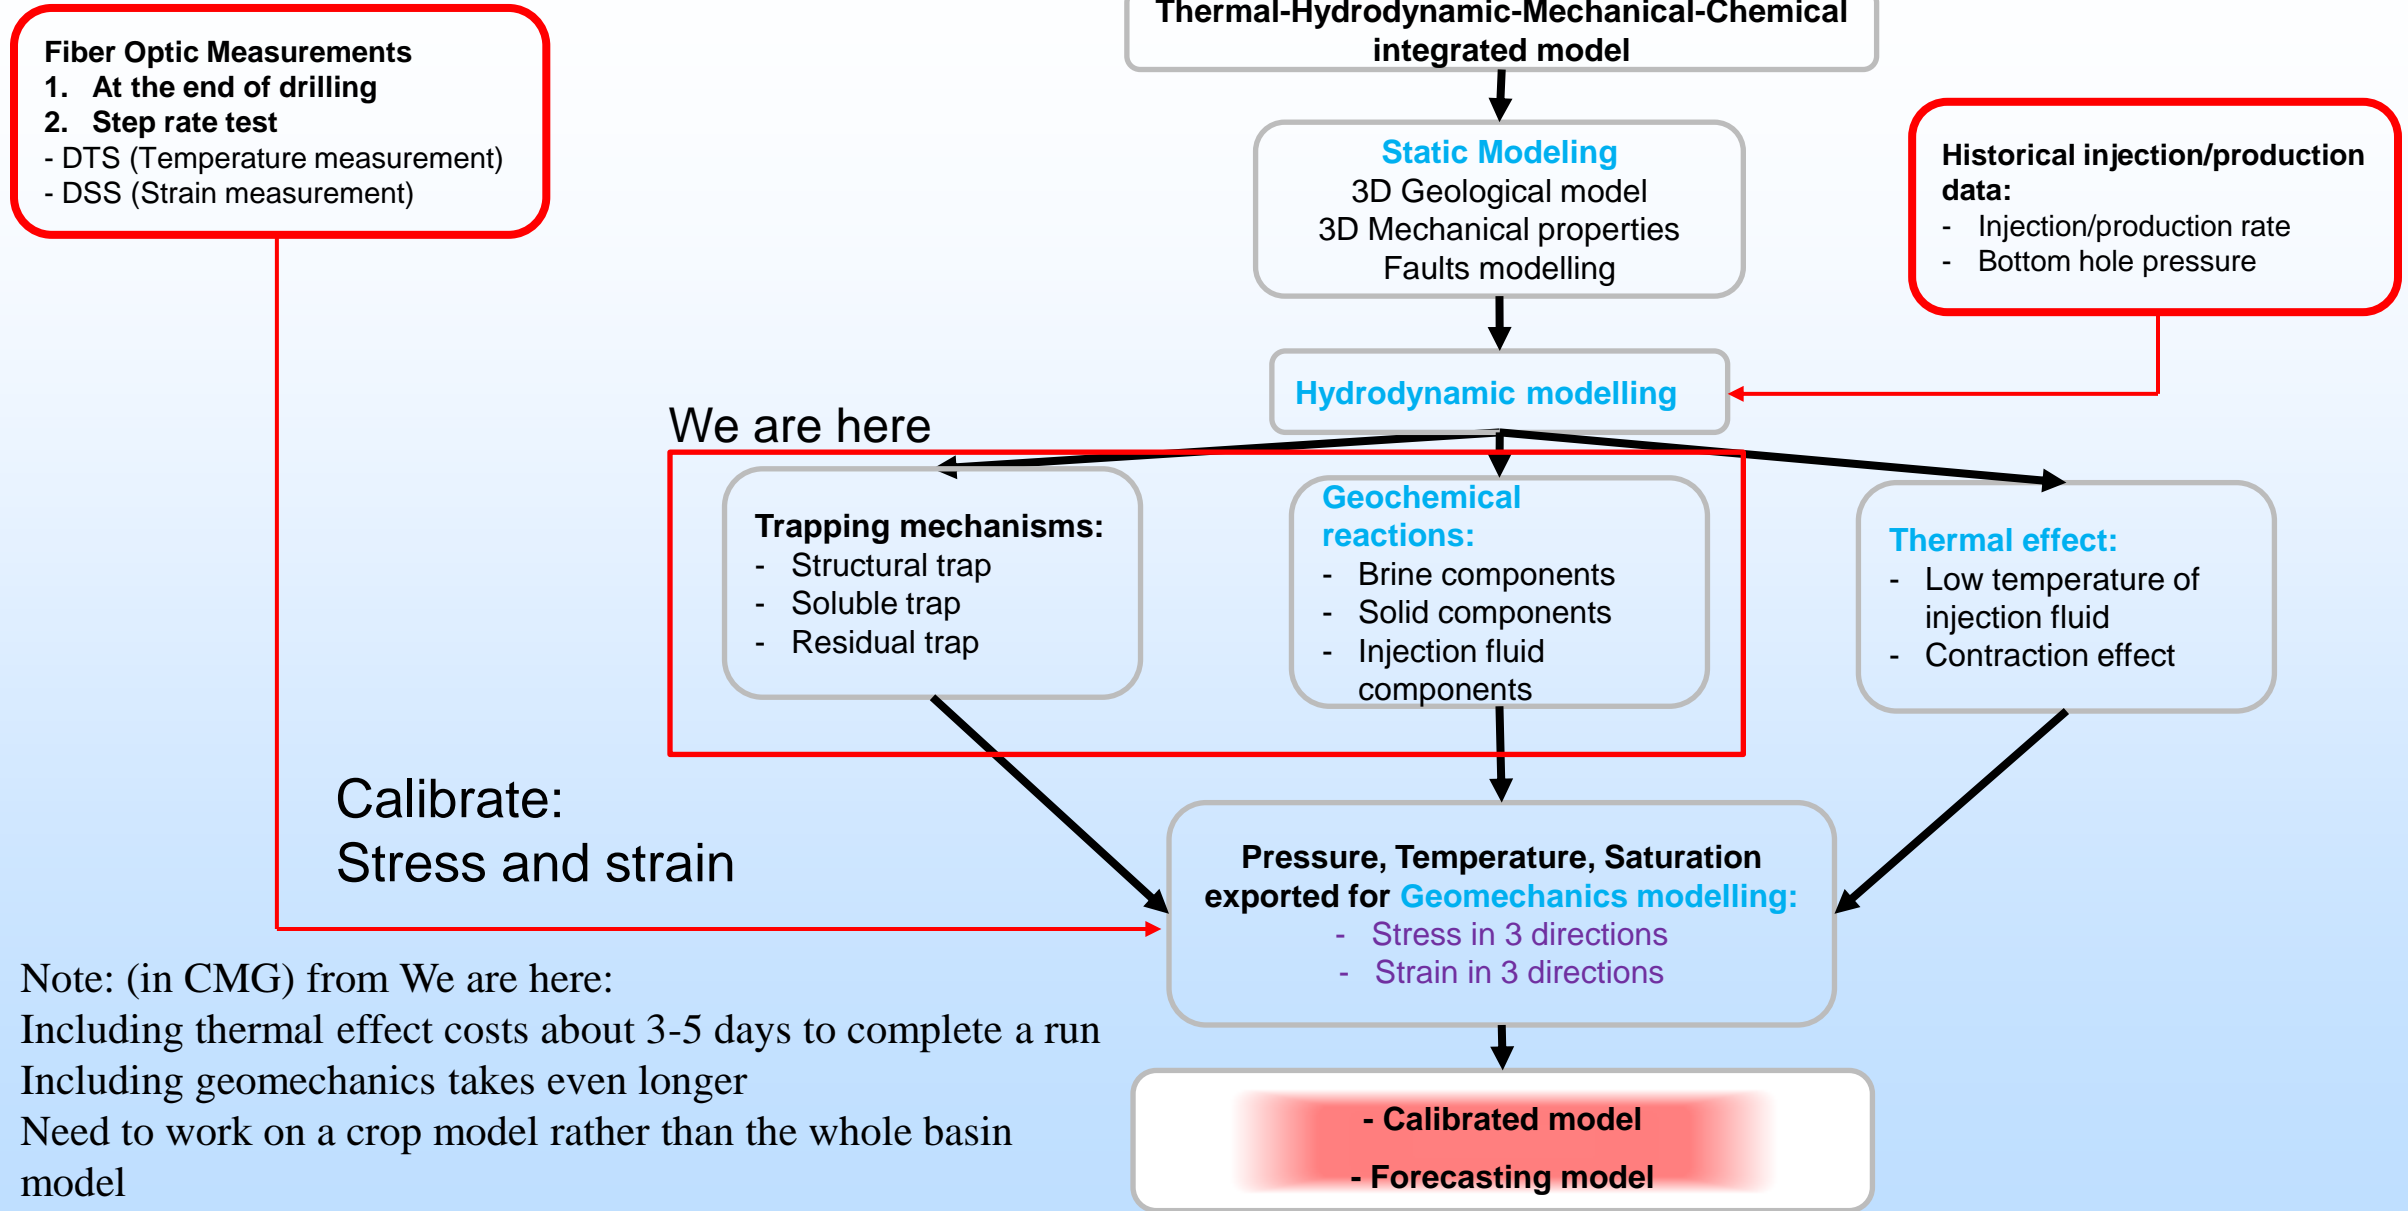 Thermal-Hydrodynamic-Mechanical-Chemical
integrated model
Fiber Optic Measurements
1. At the end of drilling
2. Step rate test
- DTS (Temperature measurement)
- DSS (Strain measurement)
Static Modeling
3D Geological model
3D Mechanical properties
Faults modelling
Historical injection/production
data:
- Injection/production rate
- Bottom hole pressure
Hydrodynamic modelling
We are here
Trapping mechanisms:
- Structural trap
- Soluble trap
- Residual trap
Geochemical
reactions:
- Brine components
- Solid components
- Injection fluid
components
Thermal effect:
- Low temperature of
injection fluid
- Contraction effect
Calibrate:
Stress and strain
Pressure, Temperature, Saturation
exported for Geomechanics modelling:
- Stress in 3 directions
- Strain in 3 directions
Note: (in CMG) from We are here:
Including thermal effect costs about 3-5 days to complete a run
Including geomechanics takes even longer
Need to work on a crop model rather than the whole basin
model
- Calibrated model
- Forecasting model